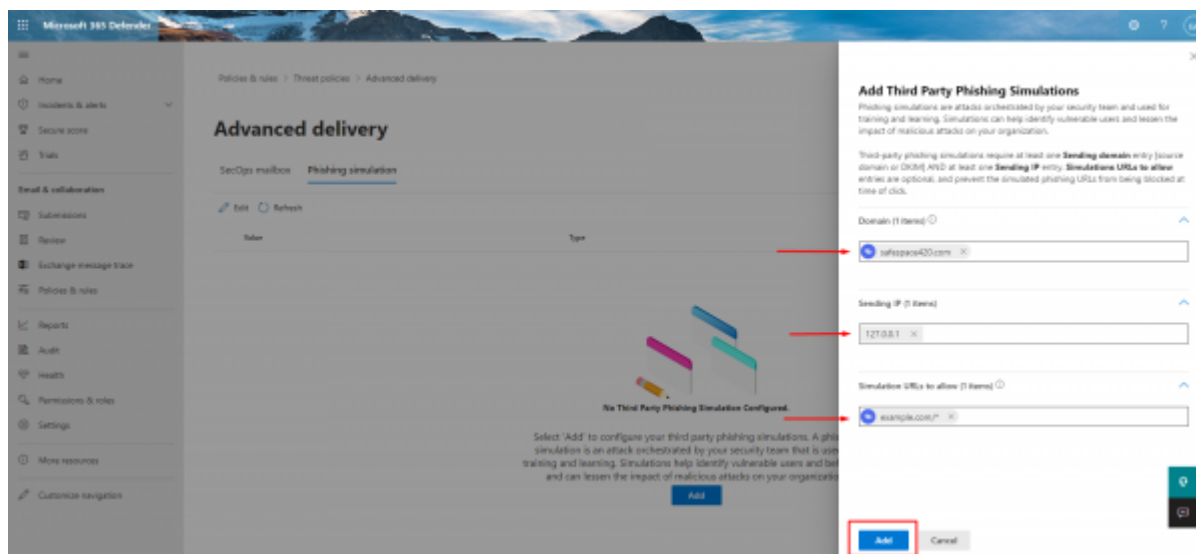 Microsoft 365 Defender
?
Home
Incidents & alerts
Secure score
Trials
Email & collaboration
Submissions
Review
Exchange message trace
Policies & rules
Reports
Audit
Health
Permissions & roles
Settings
More resources
Customize navigation
Policies & rules > Threat policies > Advanced delivery
Advanced delivery
SecOps mailbox Phishing simulation
Edit Refresh
Value Type
No Third Party Phishing Simulation Configured.
Select 'Add' to configure your third party phishing simulations. A phis
simulation is an attack orchestrated by your security team that is use
training and learning. Simulations help identify vulnerable users and beh
and can lessen the impact of malicious attacks on your organizatio
Add
Add Third Party Phishing Simulations
Phishing simulations are attacks orchestrated by your security team and used for
training and learning. Simulations can help identify vulnerable users and lessen the
impact of malicious attacks on your organization.
Third-party phishing simulations require at least one Sending domain entry (source
domain or DKIM) AND at least one Sending IP entry. Simulations URLs to allow
entries are optional, and prevent the simulated phishing URLs from being blocked at
time of click.
Domain (1 items)
safespace420.com
Sending IP (1 items)
127.0.0.1
Simulation URLs to allow (1 items)
example.com/*
Add Cancel